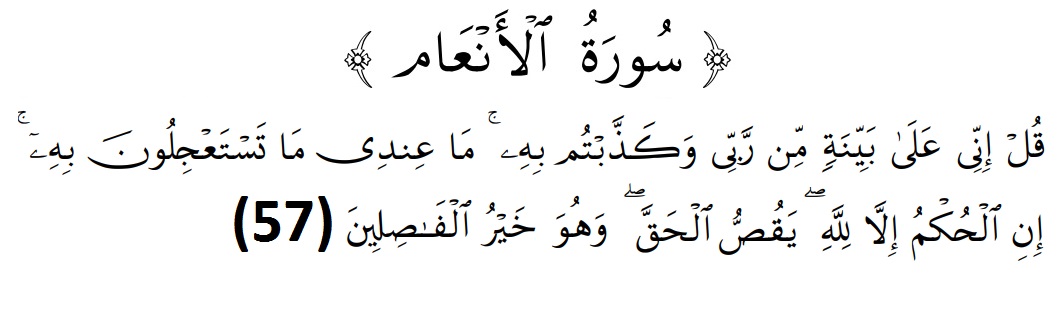 ﴿ سُورَةُ ٱلْأَنْعَام ﴾
قُلْ إِنِّى عَلَىٰ بَيِّنَةٍ مِّن رَّبِّى وَكَذَّبْتُم بِهِۦ ۚ مَا عِندِى مَا تَسْتَعْجِلُونَ بِهِۦٓ ۚ
إِنِ ٱلْحُكْمُ إِلَّا لِلَّهِ ۖ يَقُصُّ ٱلْحَقَّ ۖ وَهُوَ خَيْرُ ٱلْفَـٰصِلِينَ (57)